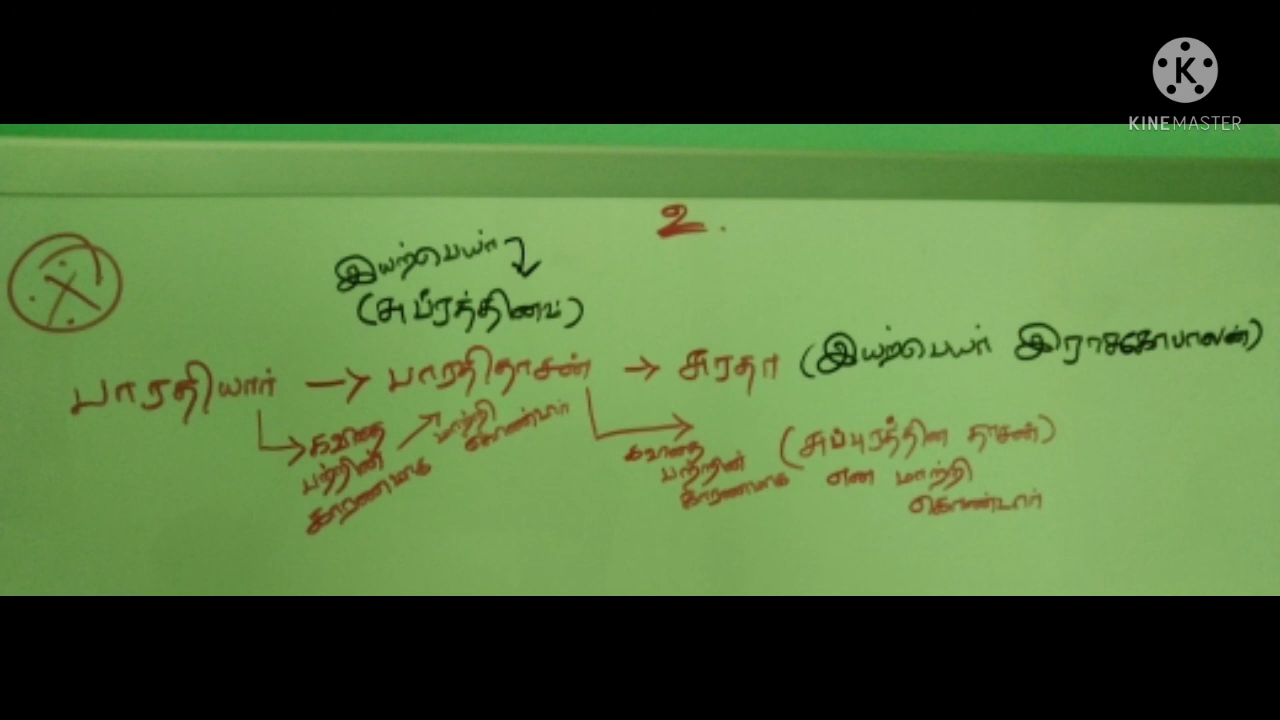 KINEMASTER
2.
இயற்பெயர்
(சுப்ரத்தினம்)
பாரதியார் → பாரதிதாசன் → சுரதா (இயற்பெயர் இராசகோபாலன்)
கவிதை
பற்றின்
காரணமாக
மாற்றி
கொண்டார்
கவிதை
பற்றின்
காரணமாக
(சுப்புரத்தின தாசன்)
என மாற்றி
கொண்டார்